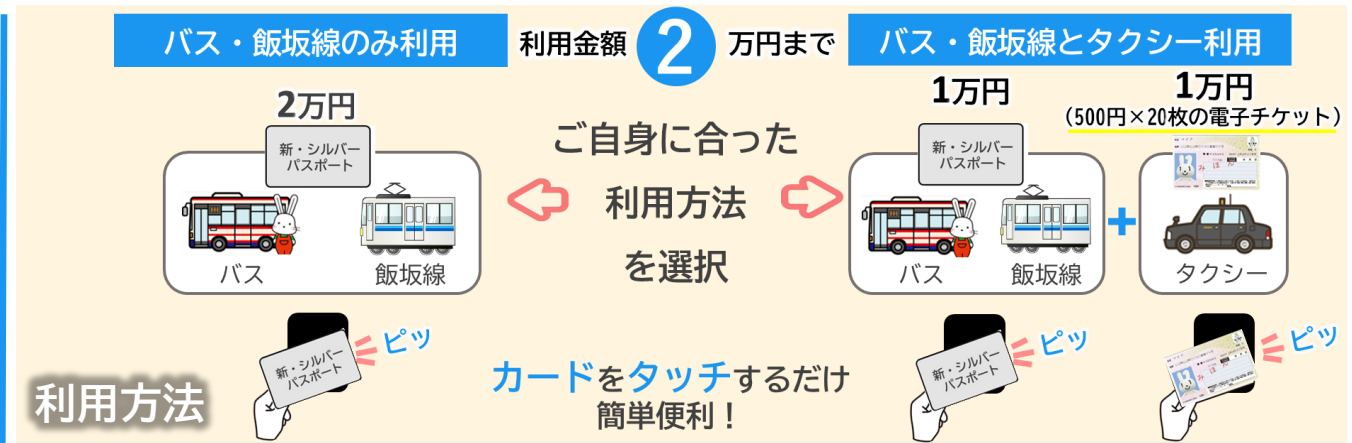 バス・飯坂線のみ利用
利用金額 2 万円まで
バス・飯坂線とタクシー利用
2万円
新・シルバー
パスポート
バス
飯坂線
ご自身に合った
利用方法
を選択
1万円
新・シルバー
パスポート
バス
飯坂線
+
1万円
(500円×20枚の電子チケット)
タクシー
利用方法
新・シルバー
パスポート
ピッ
カードをタッチするだけ
簡単便利！
新・シルバー
パスポート
ピッ
ピッ